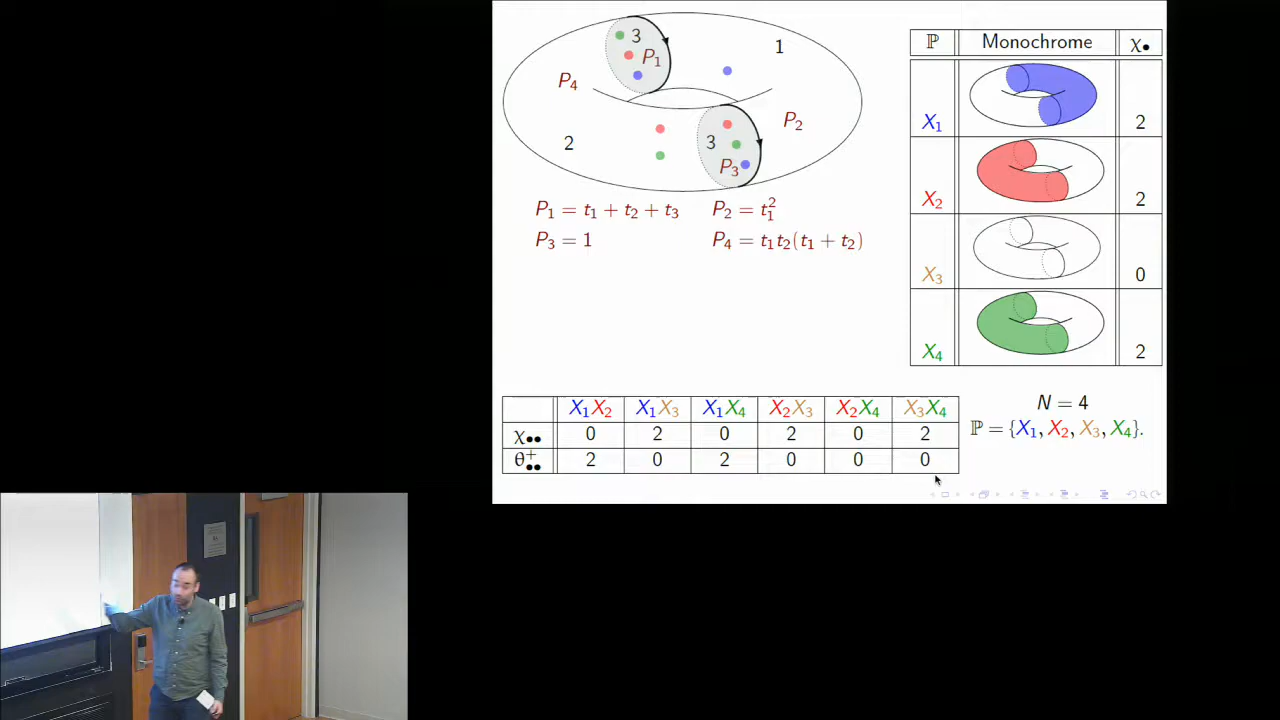 3
P₁
1
P₄
P₂
2
3
P₃
P₁ = t₁ + t₂ + t₃
P₂ = t₁²
P₃ = 1
P₄ = t₁t₂(t₁ + t₂)
ℙ Monochrome χ•
X₁ 2
X₂ 2
X₃ 0
X₄ 2
X₁X₂ X₁X₃ X₁X₄ X₂X₃ X₂X₄ X₃X₄
χ•• 0 2 0 2 0 2
θ⁺•• 2 0 2 0 0 0
N = 4
ℙ = {X₁, X₂, X₃, X₄}.